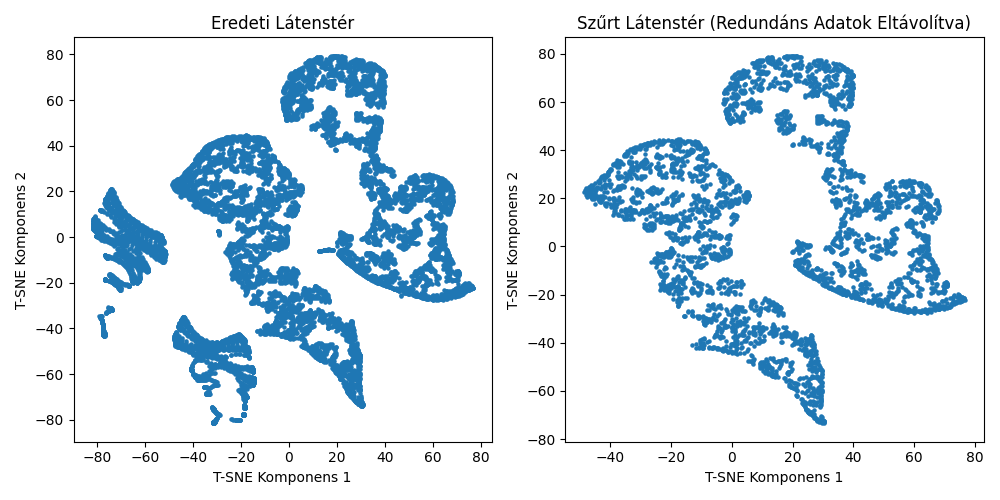 Eredeti Látenstér
Szűrt Látenstér (Redundáns Adatok Eltávolítva)
T-SNE Komponens 2
80
60
40
20
0
−20
−40
−60
−80
−80 −60 −40 −20 0 20 40 60 80
T-SNE Komponens 1
T-SNE Komponens 2
80
60
40
20
0
−20
−40
−60
−80
−40 −20 0 20 40 60 80
T-SNE Komponens 1